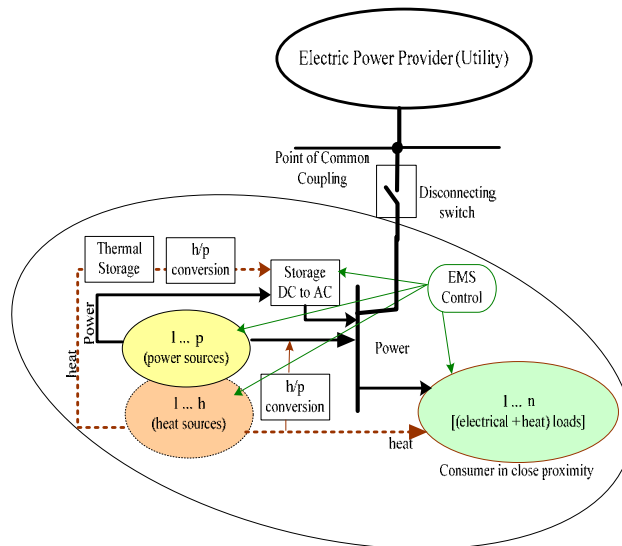 Electric Power Provider (Utility)
Point of Common
Coupling
Disconnecting
switch
Thermal
Storage
h/p
conversion
Storage
DC to AC
EMS
Control
Power
heat
1 ... p
(power sources)
Power
1 ... h
(heat sources)
h/p
conversion
1 ... n
[(electrical + heat) loads]
heat
Consumer in close proximity